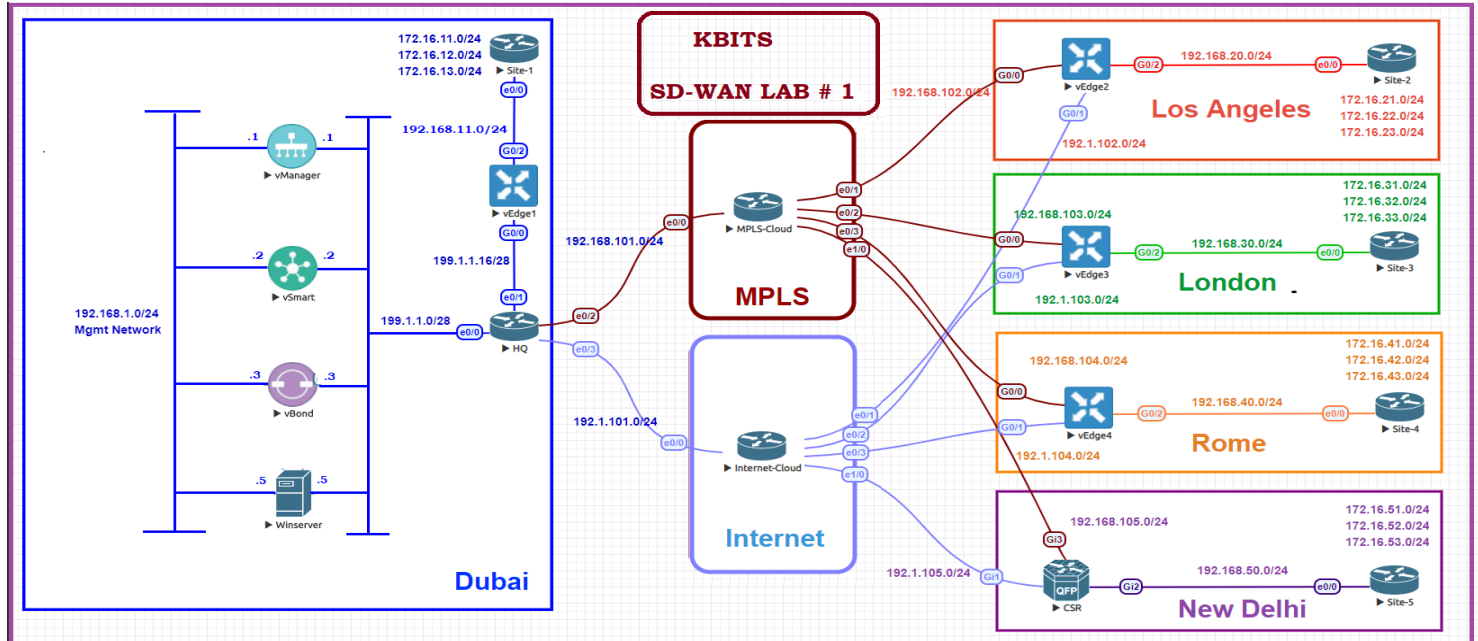 KBITS
SD-WAN LAB # 1
172.16.11.0/24
172.16.12.0/24
172.16.13.0/24
Site-1
e0/0
192.168.11.0/24
G0/2
vEdge1
G0/0
199.1.1.16/28
e0/1
199.1.1.0/28
e0/0
HQ
e0/2
e0/3
.1
.1
vManager
.2
.2
vSmart
192.168.1.0/24
Mgmt Network
.3
.3
vBond
.5
.5
Winserver
Dubai
192.168.101.0/24
e0/0
MPLS-Cloud
e0/1
e0/2
e0/3
e1/0
MPLS
192.1.101.0/24
e0/0
Internet-Cloud
e0/1
e0/2
e0/3
e1/0
Internet
192.168.102.0/24
G0/0
vEdge2
G0/1
192.1.102.0/24
G0/2
192.168.20.0/24
e0/0
Site-2
Los Angeles
172.16.21.0/24
172.16.22.0/24
172.16.23.0/24
192.168.103.0/24
G0/0
G0/1
vEdge3
192.1.103.0/24
G0/2
192.168.30.0/24
e0/0
Site-3
London
172.16.31.0/24
172.16.32.0/24
172.16.33.0/24
192.168.104.0/24
G0/0
G0/1
vEdge4
192.1.104.0/24
G0/2
192.168.40.0/24
e0/0
Site-4
Rome
172.16.41.0/24
172.16.42.0/24
172.16.43.0/24
192.168.105.0/24
Gi3
192.1.105.0/24
Gi1
QFP
CSR
Gi2
192.168.50.0/24
e0/0
Site-5
New Delhi
172.16.51.0/24
172.16.52.0/24
172.16.53.0/24